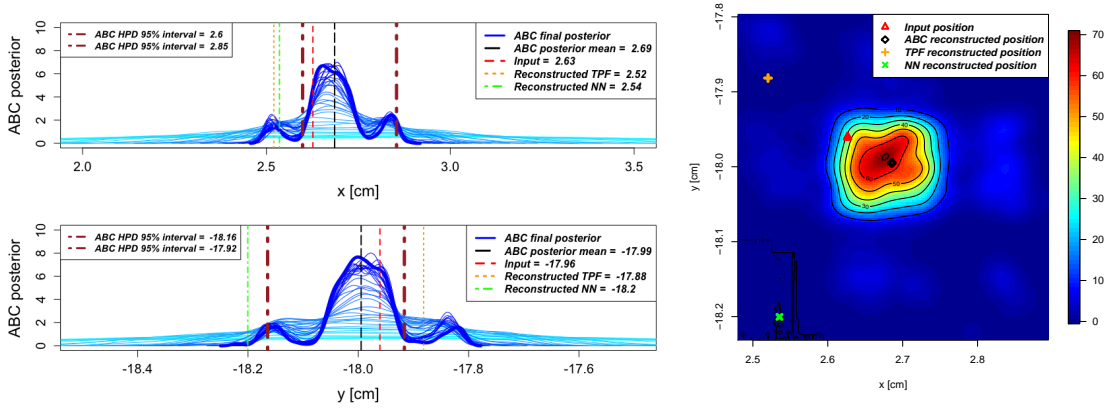 ABC HPD 95% interval = 2.6
ABC HPD 95% interval = 2.85
ABC final posterior
ABC posterior mean = 2.69
Input = 2.63
Reconstructed TPF = 2.52
Reconstructed NN = 2.54
ABC posterior
0 2 4 6 8 10
2.0 2.5 3.0 3.5
x [cm]
ABC HPD 95% interval = -18.16
ABC HPD 95% interval = -17.92
ABC final posterior
ABC posterior mean = -17.99
Input = -17.96
Reconstructed TPF = -17.88
Reconstructed NN = -18.2
ABC posterior
0 2 4 6 8 10
-18.4 -18.2 -18.0 -17.8 -17.6
y [cm]
Input position
ABC reconstructed position
TPF reconstructed position
NN reconstructed position
y [cm]
-17.8
-17.9
-18.0
-18.1
-18.2
2.5 2.6 2.7 2.8
x [cm]
70
60
50
40
30
20
10
0